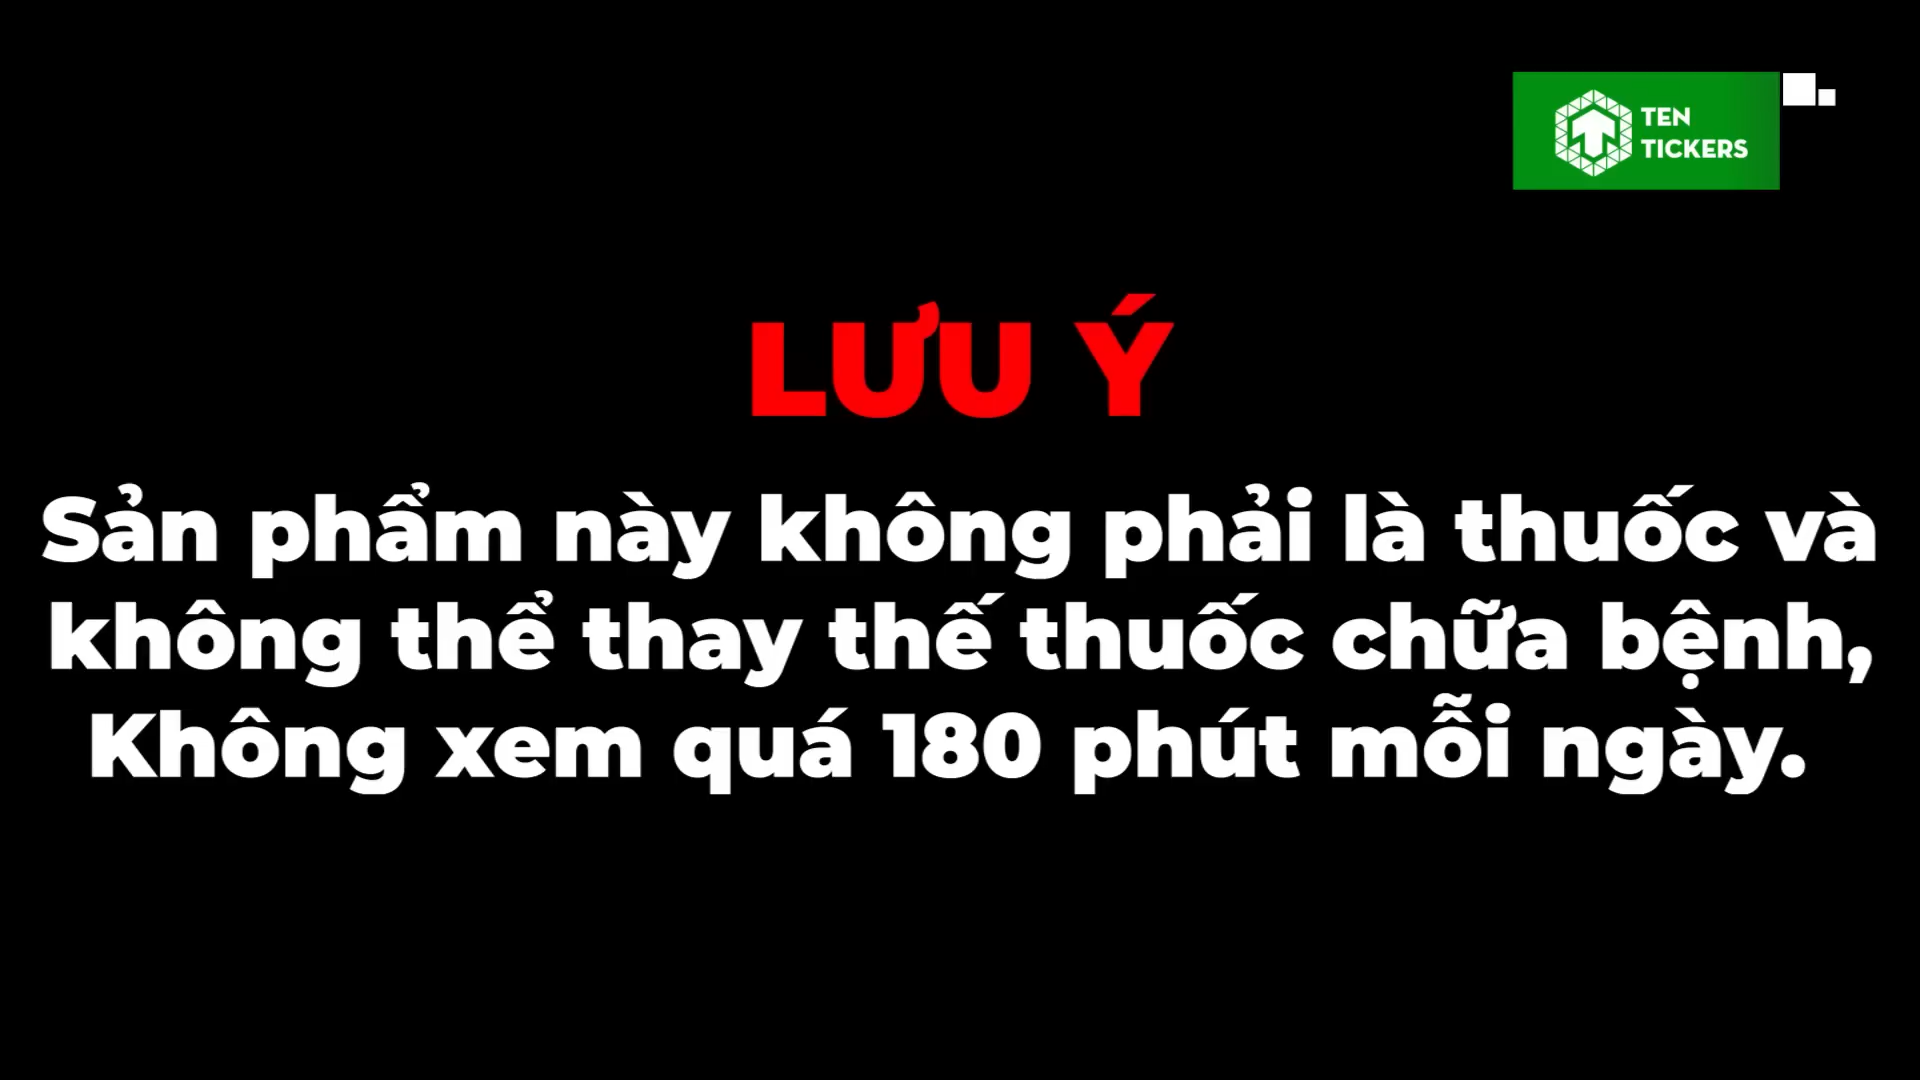 TEN
TICKERS
LƯU Ý
Sản phẩm này không phải là thuốc và
không thể thay thế thuốc chữa bệnh,
Không xem quá 180 phút mỗi ngày.